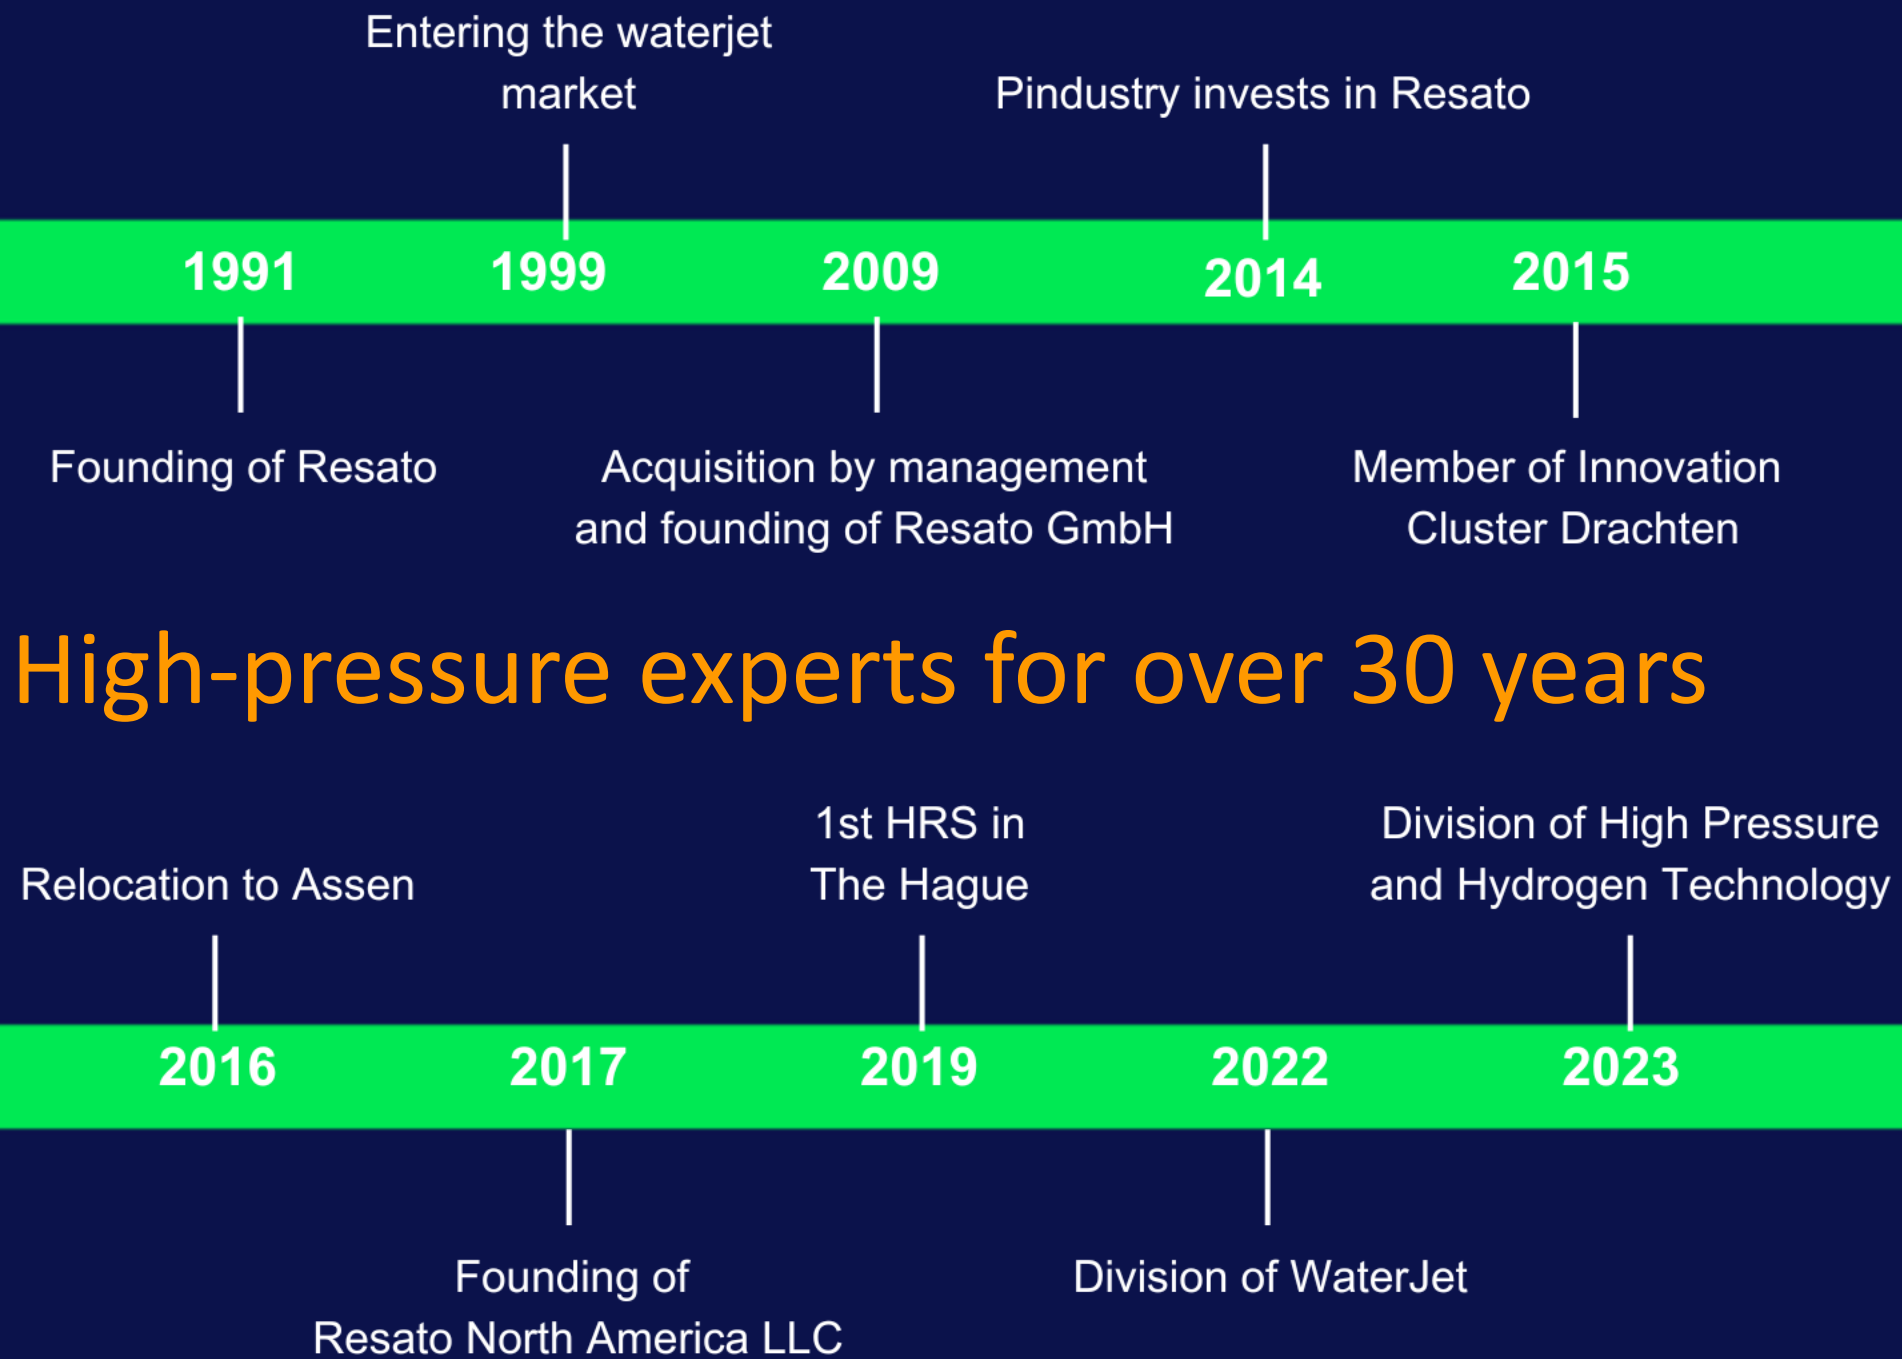 Entering the waterjet
market
Pindustry invests in Resato
1991
1999
2009
2014
2015
Founding of Resato
Acquisition by management
and founding of Resato GmbH
Member of Innovation
Cluster Drachten
High-pressure experts for over 30 years
Relocation to Assen
1st HRS in
The Hague
Division of High Pressure
and Hydrogen Technology
2016
2017
2019
2022
2023
Founding of
Resato North America LLC
Division of WaterJet